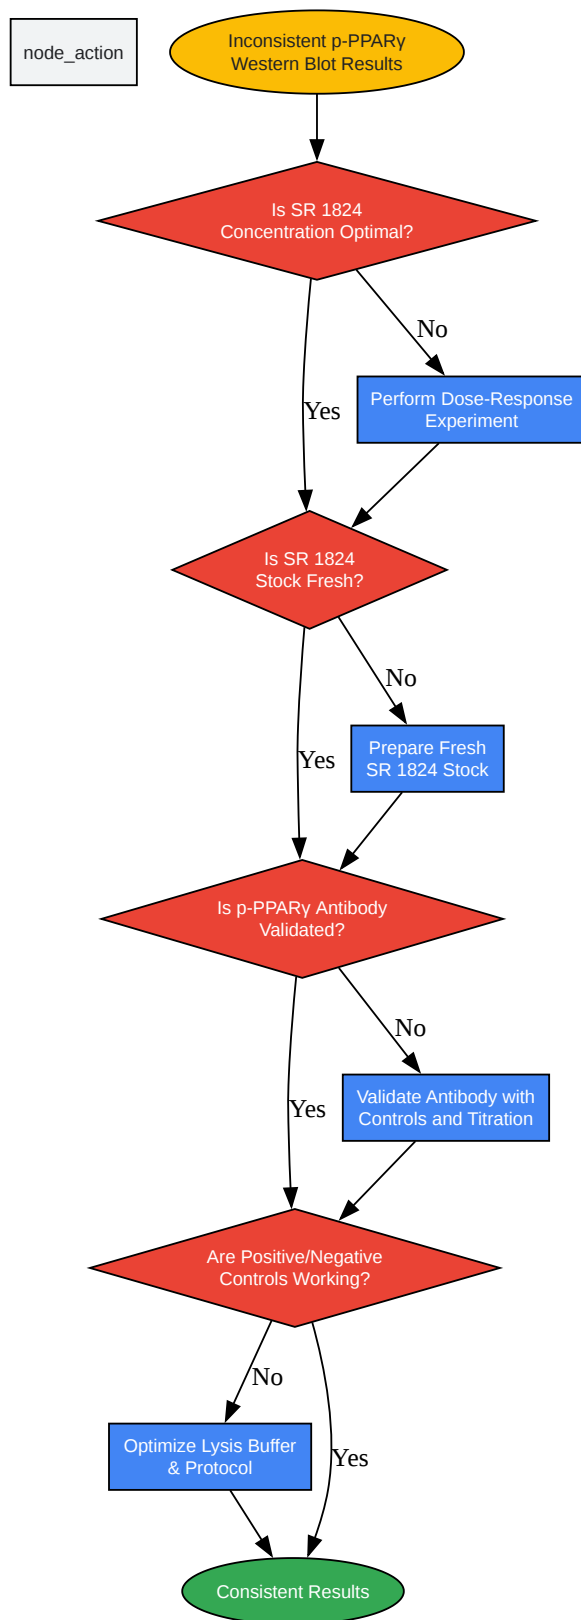 node_action
Inconsistent p-PPARγ
Western Blot Results
Is SR 1824
Concentration Optimal?
No
Yes
Perform Dose-Response
Experiment
Is SR 1824
Stock Fresh?
No
Yes
Prepare Fresh
SR 1824 Stock
Is p-PPARγ Antibody
Validated?
No
Yes
Validate Antibody with
Controls and Titration
Are Positive/Negative
Controls Working?
No
Yes
Optimize Lysis Buffer
& Protocol
Consistent Results